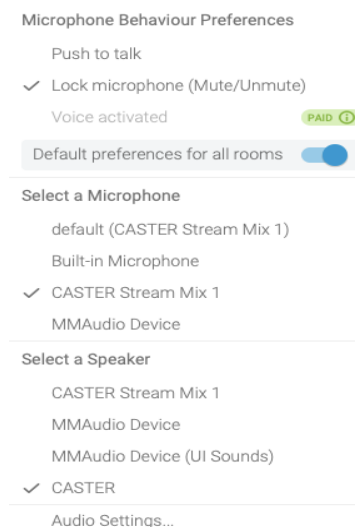 Microphone Behaviour Preferences
Push to talk
Lock microphone (Mute/Unmute)
Voice activated PAID
Default preferences for all rooms
Select a Microphone
default (CASTER Stream Mix 1)
Built-in Microphone
CASTER Stream Mix 1
MMAudio Device
Select a Speaker
CASTER Stream Mix 1
MMAudio Device
MMAudio Device (UI Sounds)
CASTER
Audio Settings...